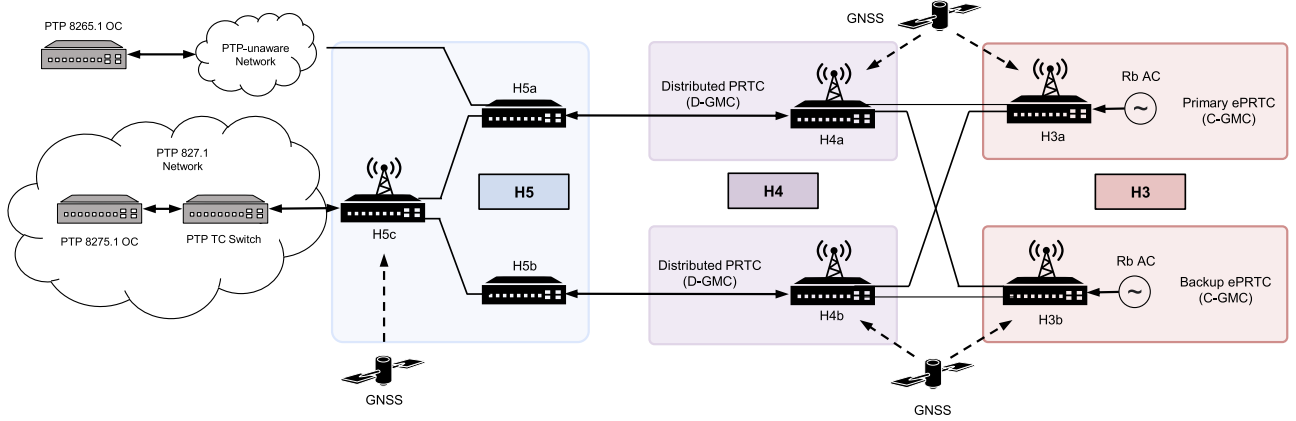 PTP 8265.1 OC
PTP-unaware
Network
PTP 827.1
Network
PTP 8275.1 OC
PTP TC Switch
H5a
H5c
H5
H5b
GNSS
Distributed PRTC
(D-GMC)
H4a
H4
Distributed PRTC
(D-GMC)
H4b
GNSS
Rb AC
Primary ePRTC
(C-GMC)
H3a
H3
Rb AC
Backup ePRTC
(C-GMC)
H3b
GNSS